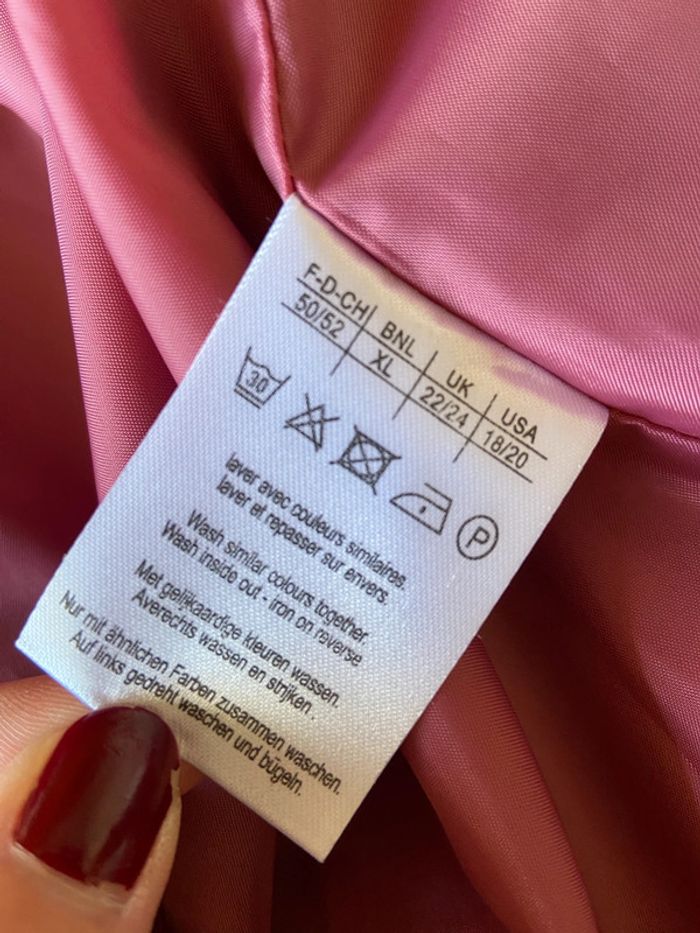 F-D-CH BNL UK USA
50/52 XL 22/24 18/20
30 P
laver avec couleurs similaires.
laver et repasser sur envers.
Wash similar colours together.
Wash inside out - iron on reverse
Met gelijkaardige kleuren wassen.
Averechts wassen en strijken.
Nur mit ähnlichen Farben zusammen waschen.
Auf links gedreht waschen und bügeln.